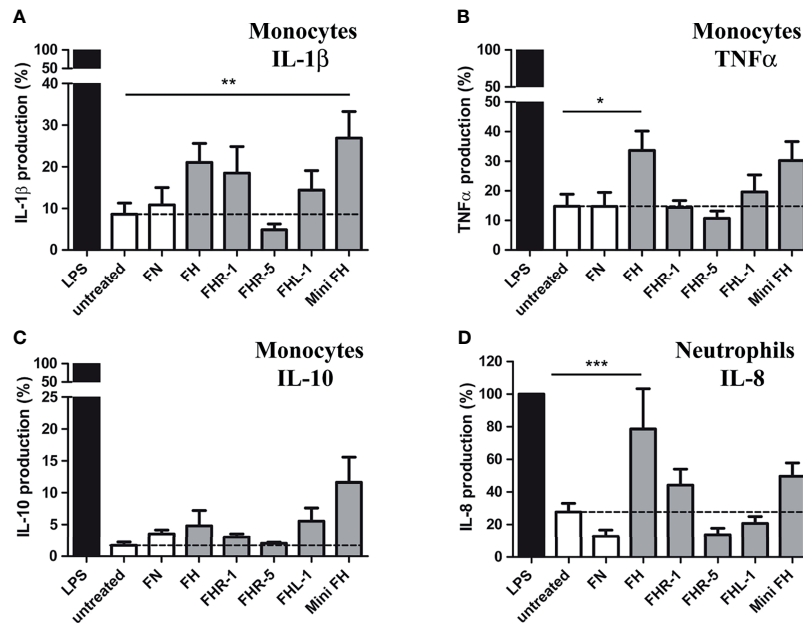 A
Monocytes
IL-1β
IL-1β production (%)
100
50
40
30
20
10
0
**
LPS
untreated
FN
FH
FHR-1
FHR-5
FHL-1
Mini FH
B
Monocytes
TNFα
TNFα production (%)
100
50
50
40
30
20
10
0
*
LPS
untreated
FN
FH
FHR-1
FHR-5
FHL-1
Mini FH
C
Monocytes
IL-10
IL-10 production (%)
100
50
25
20
15
10
5
0
LPS
untreated
FN
FH
FHR-1
FHR-5
FHL-1
Mini FH
D
Neutrophils
IL-8
IL-8 production (%)
120
100
80
60
40
20
0
***
LPS
untreated
FN
FH
FHR-1
FHR-5
FHL-1
Mini FH